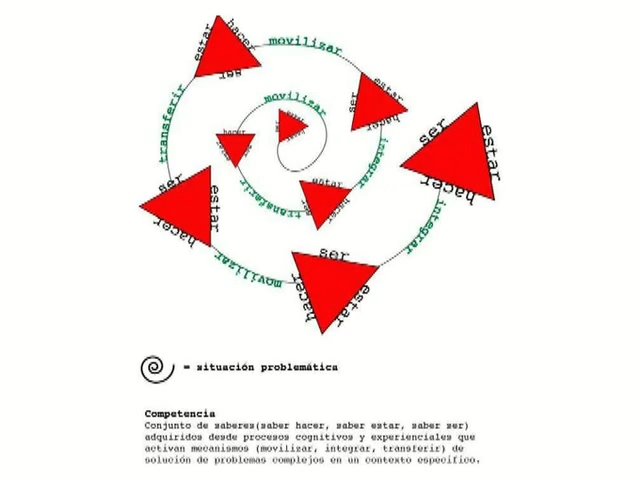 estar
hacer
ser
movilizar
transferir
movilizar
estar
ser
hacer
hacer
integrar
ser
estar
hacer
estar
hacer
transferir
ser
estar
hacer
integrar
movilizar
ser
hacer
estar
= situación problemática
Competencia
Conjunto de saberes(saber hacer, saber estar, saber ser)
adquiridos desde procesos cognitivos y experienciales que
activan mecanismos (movilizar, integrar, transferir) de
solución de problemas complejos en un contexto específico.